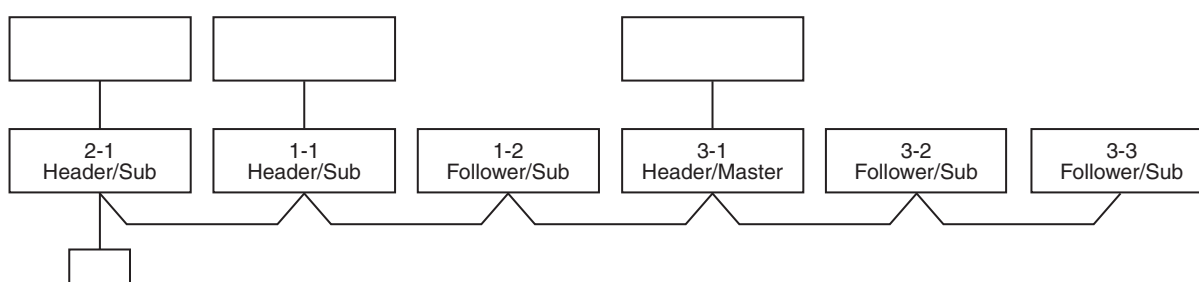 2-1
Header/Sub
1-1
Header/Sub
1-2
Follower/Sub
3-1
Header/Master
3-2
Follower/Sub
3-3
Follower/Sub